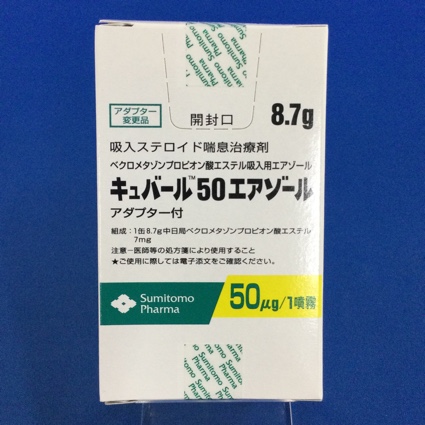 Sumitomo Pharma
アダプター
変更品
開封口
8.7g
吸入ステロイド喘息治療剤
ベクロメタゾンプロピオン酸エステル吸入用エアゾール
キュバール™50エアゾール
アダプター付
組成：1缶8.7g中日局ベクロメタゾンプロピオン酸エステル
7mg
注意－医師等の処方箋により使用すること
★ご使用に際しては電子添文をご確認ください。
Sumitomo
Pharma
50μg/1噴霧
Sumitomo Pharma